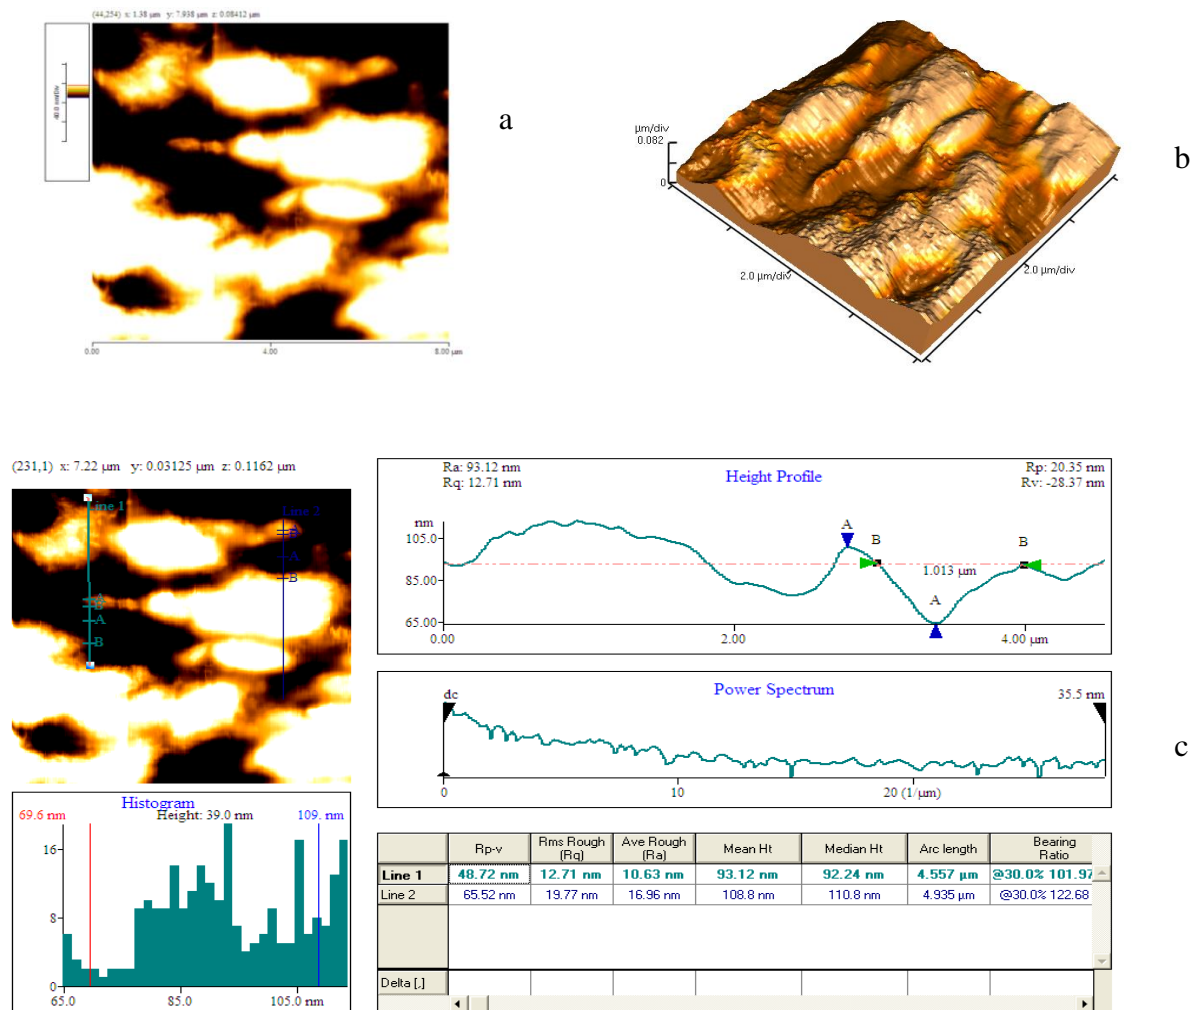 (44,254) x: 1.38 μm y: 7.938 μm z: 0.08412 μm
40.0 nm/div
0.00 4.00 8.00 μm
a
μm/div
0.082
0
2.0 μm/div
2.0 μm/div
b
(231,1) x: 7.22 μm y: 0.03125 μm z: 0.1162 μm
Line 1
Line 2
B
A
B
A
B
A
B
Ra: 93.12 nm
Rq: 12.71 nm
Height Profile
Rp: 20.35 nm
Rv: -28.37 nm
nm
105.0
85.00
65.00
A
B
B
1.013 μm
A
0.00 2.00 4.00 μm
Power Spectrum
dc
35.5 nm
0 10 20 (1/μm)
c
Histogram
69.6 nm Height: 39.0 nm 109. nm
16
8
0
65.0 85.0 105.0 nm
Rp-v Rms Rough (Rq) Ave Rough (Ra) Mean Ht Median Ht Arc length Bearing Ratio
Line 1 48.72 nm 12.71 nm 10.63 nm 93.12 nm 92.24 nm 4.557 μm @30.0% 101.97
Line 2 65.52 nm 19.77 nm 16.96 nm 108.8 nm 110.8 nm 4.935 μm @30.0% 122.68
Delta [.]